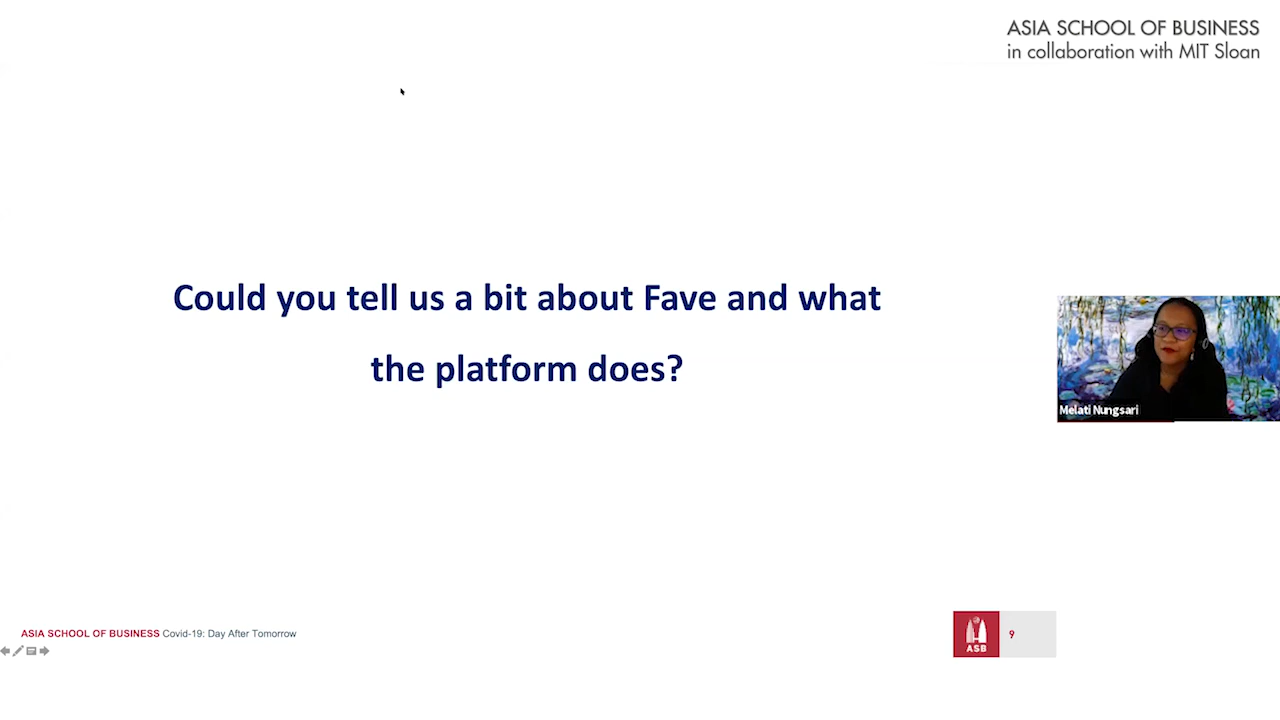 ASIA SCHOOL OF BUSINESS
in collaboration with MIT Sloan
Could you tell us a bit about Fave and what
the platform does?
Melati Nungsari
ASIA SCHOOL OF BUSINESS Covid-19: Day After Tomorrow
ASB
9